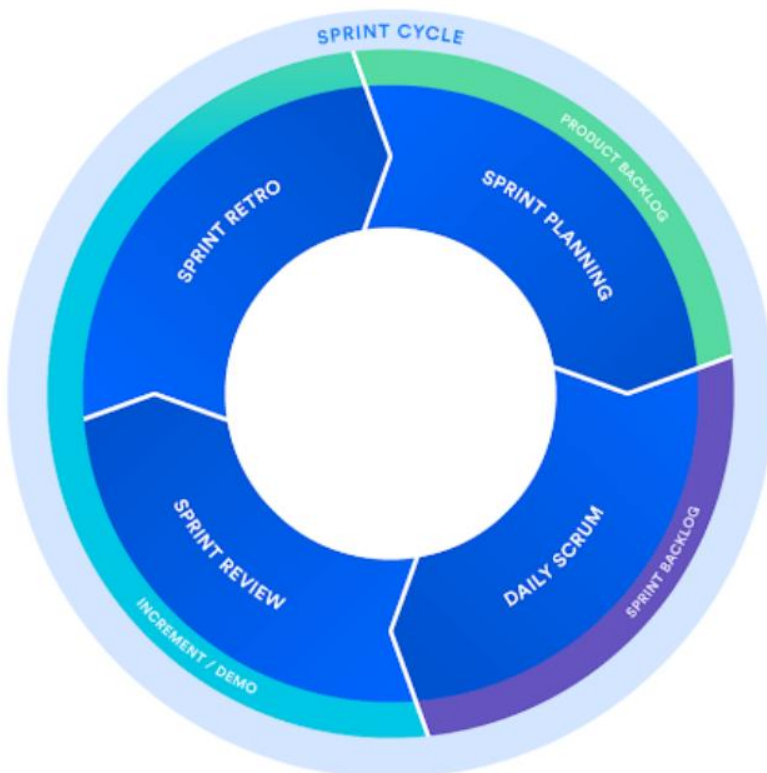 SPRINT CYCLE
PRODUCT BACKLOG
SPRINT PLANNING
DAILY SCRUM
SPRINT BACKLOG
SPRINT REVIEW
INCREMENT / DEMO
SPRINT RETRO